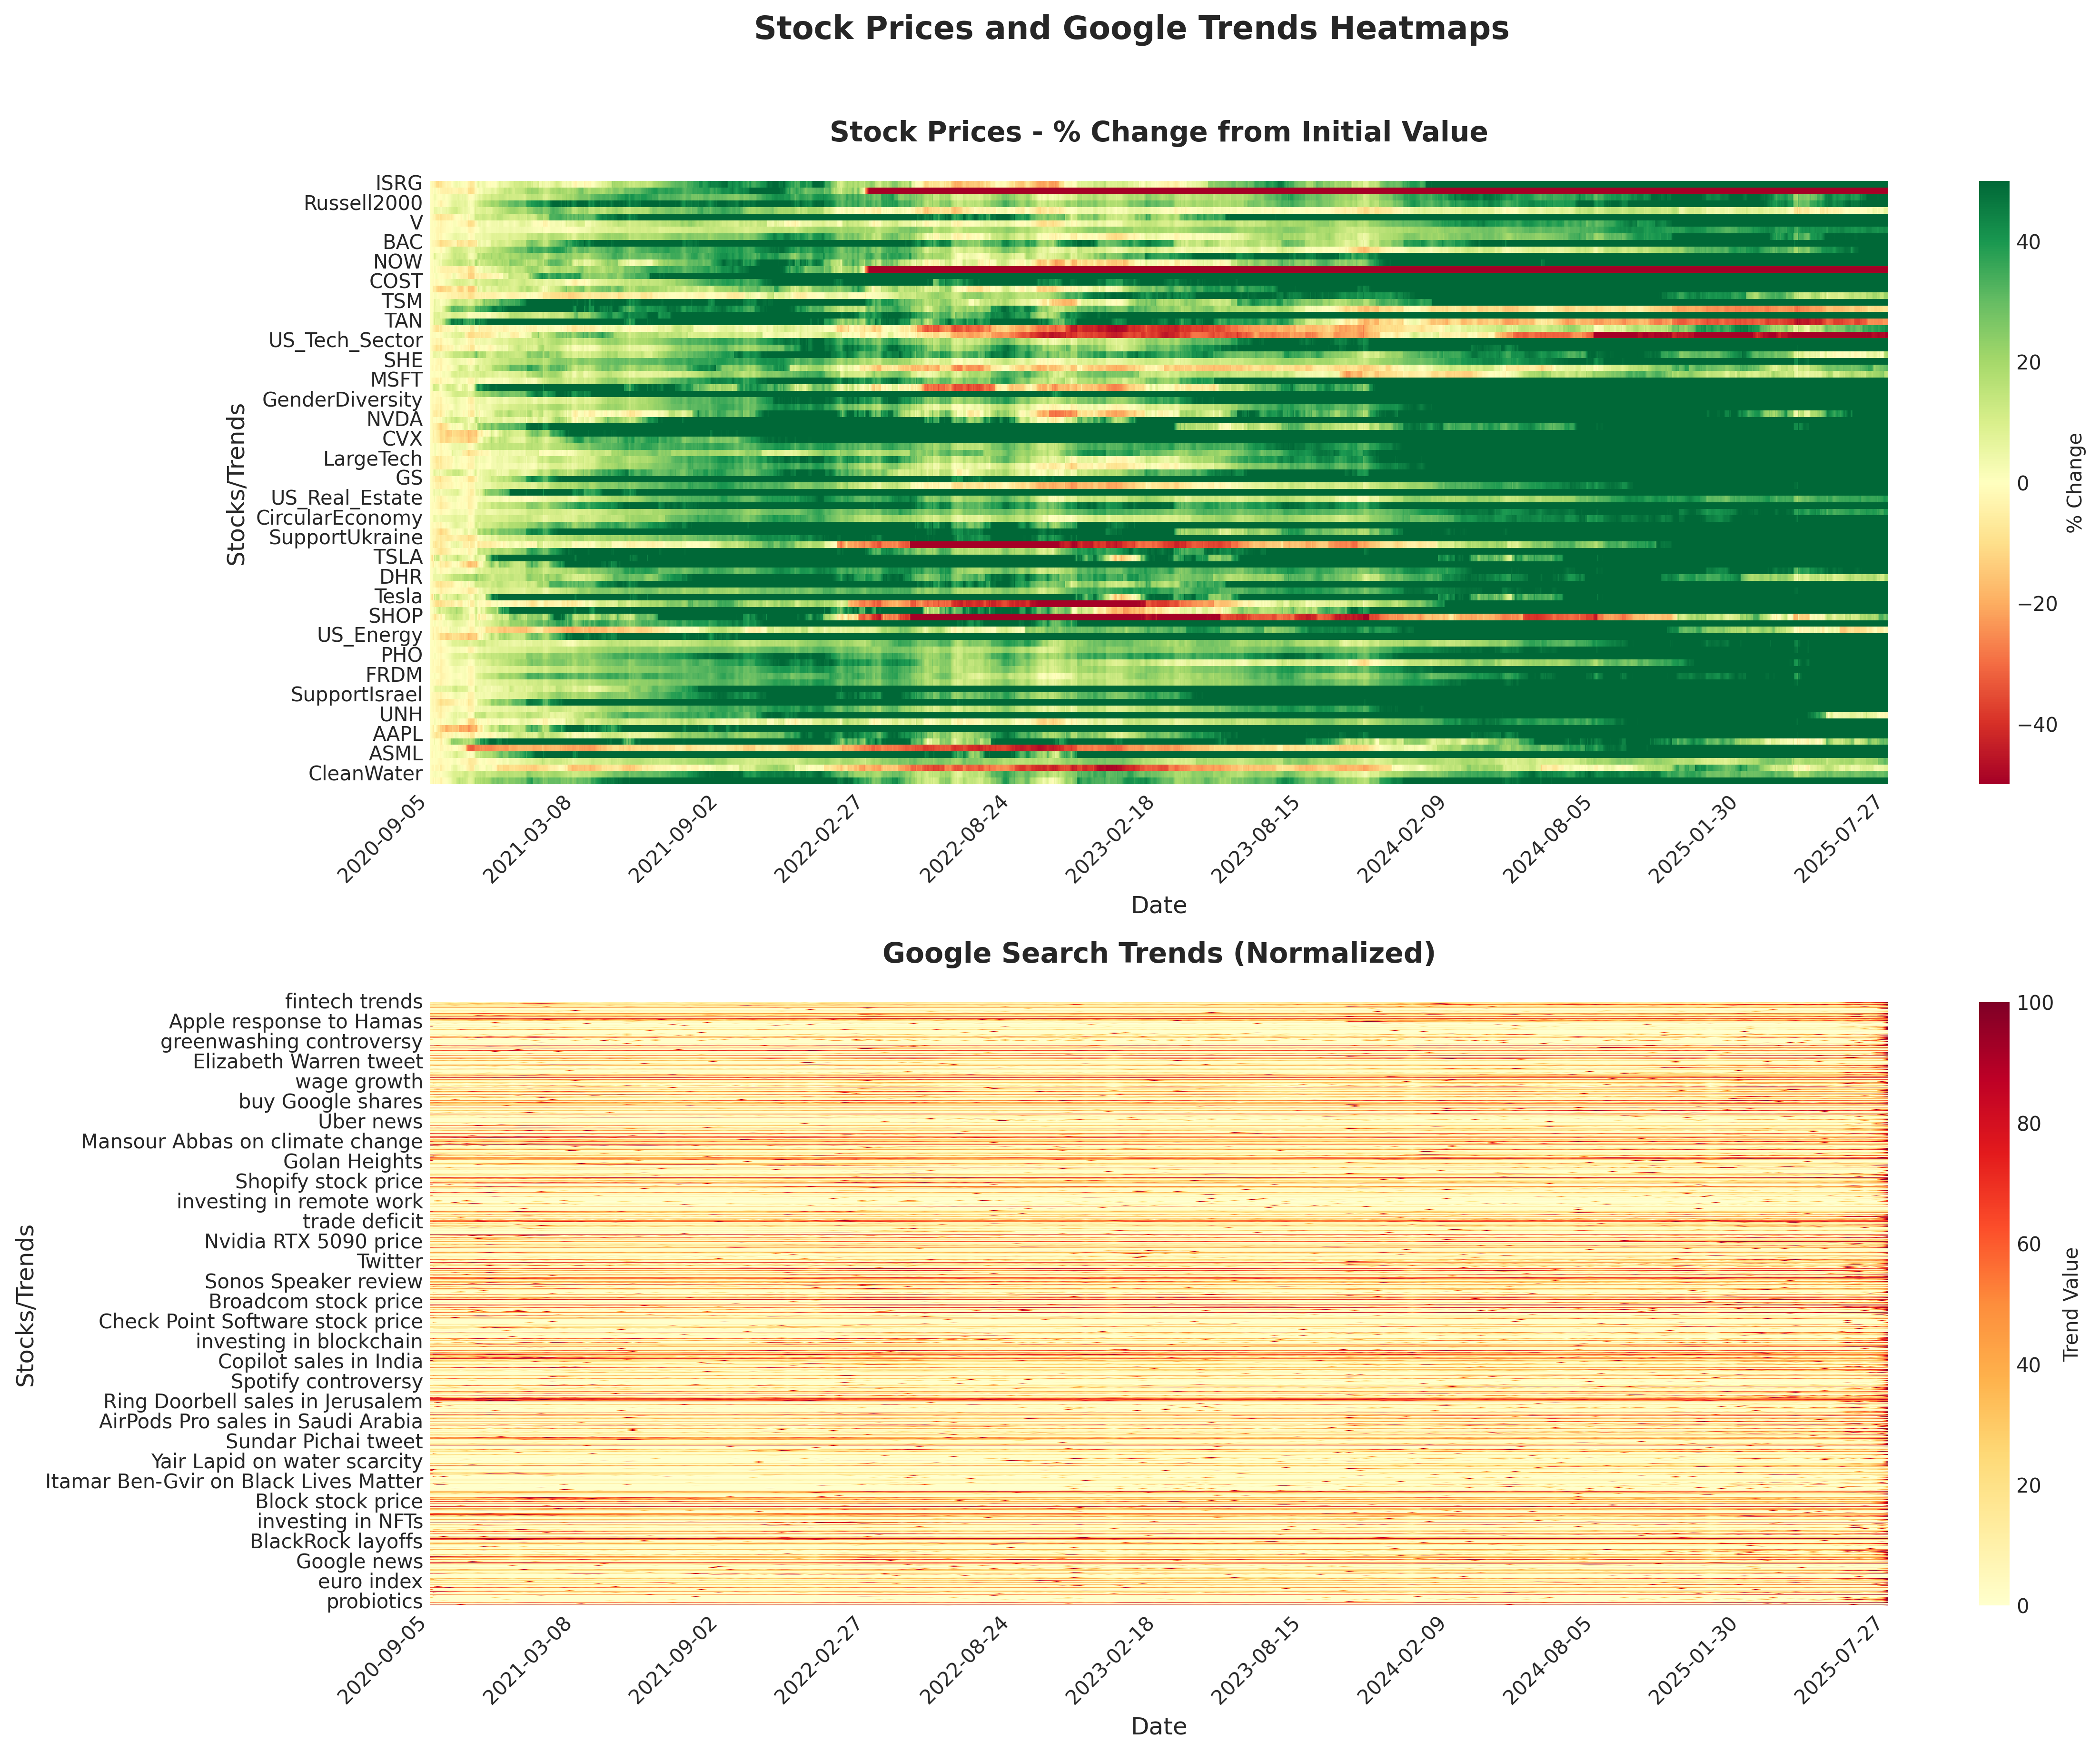 Stock Prices and Google Trends Heatmaps
Stock Prices - % Change from Initial Value
Stocks/Trends
ISRG
Russell2000
V
BAC
NOW
COST
TSM
TAN
US_Tech_Sector
SHE
MSFT
GenderDiversity
NVDA
CVX
LargeTech
GS
US_Real_Estate
CircularEconomy
SupportUkraine
TSLA
DHR
Tesla
SHOP
US_Energy
PHO
FRDM
SupportIsrael
UNH
AAPL
ASML
CleanWater
2020-09-05
2021-03-08
2021-09-02
2022-02-27
2022-08-24
2023-02-18
2023-08-15
2024-02-09
2024-08-05
2025-01-30
2025-07-27
Date
40
20
0
−20
−40
% Change
Google Search Trends (Normalized)
Stocks/Trends
fintech trends
Apple response to Hamas
greenwashing controversy
Elizabeth Warren tweet
wage growth
buy Google shares
Uber news
Mansour Abbas on climate change
Golan Heights
Shopify stock price
investing in remote work
trade deficit
Nvidia RTX 5090 price
Twitter
Sonos Speaker review
Broadcom stock price
Check Point Software stock price
investing in blockchain
Copilot sales in India
Spotify controversy
Ring Doorbell sales in Jerusalem
AirPods Pro sales in Saudi Arabia
Sundar Pichai tweet
Yair Lapid on water scarcity
Itamar Ben-Gvir on Black Lives Matter
Block stock price
investing in NFTs
BlackRock layoffs
Google news
euro index
probiotics
2020-09-05
2021-03-08
2021-09-02
2022-02-27
2022-08-24
2023-02-18
2023-08-15
2024-02-09
2024-08-05
2025-01-30
2025-07-27
Date
100
80
60
40
20
0
Trend Value